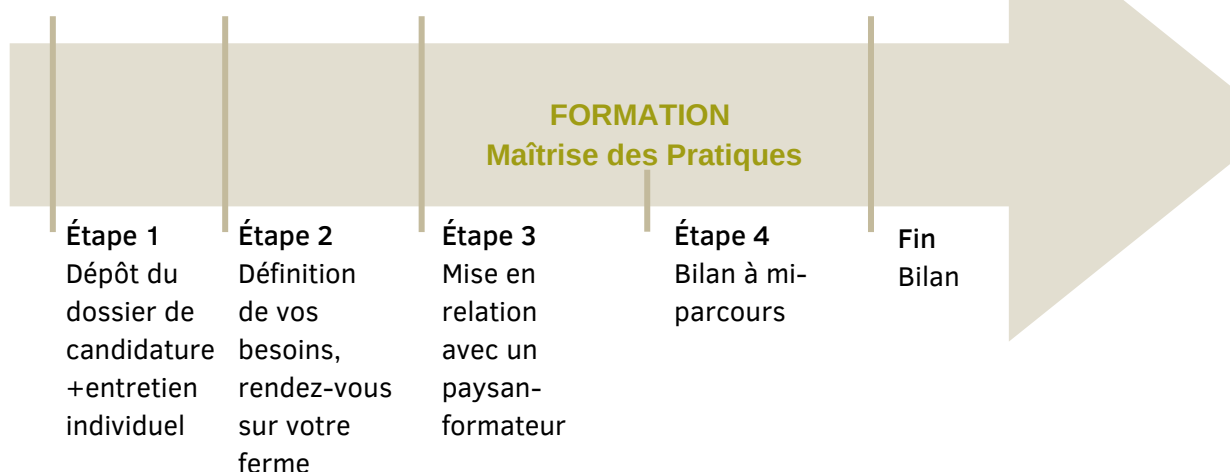 FORMATION
Maîtrise des Pratiques
Étape 1
Dépôt du
dossier de
candidature
+entretien
individuel
Étape 2
Définition
de vos
besoins,
rendez-vous
sur votre
ferme
Étape 3
Mise en
relation
avec un
paysan-
formateur
Étape 4
Bilan à mi-
parcours
Fin
Bilan